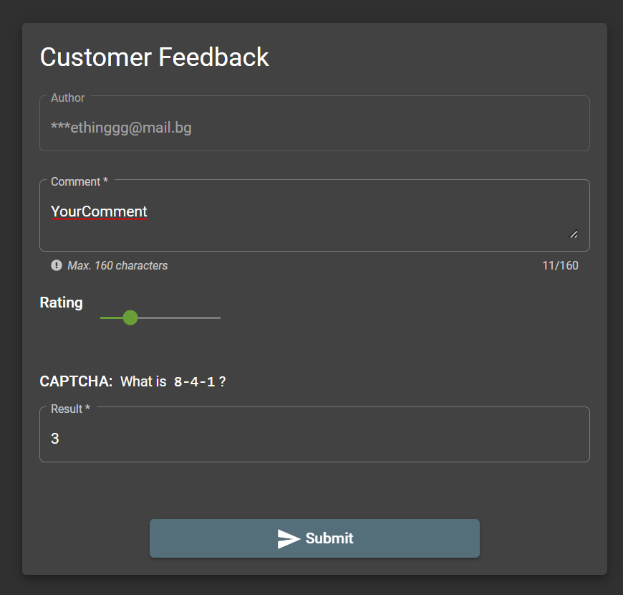 Customer Feedback
Author
***ethinggg@mail.bg
Comment *
YourComment
Max. 160 characters 11/160
Rating
CAPTCHA: What is 8-4-1 ?
Result *
3
Submit